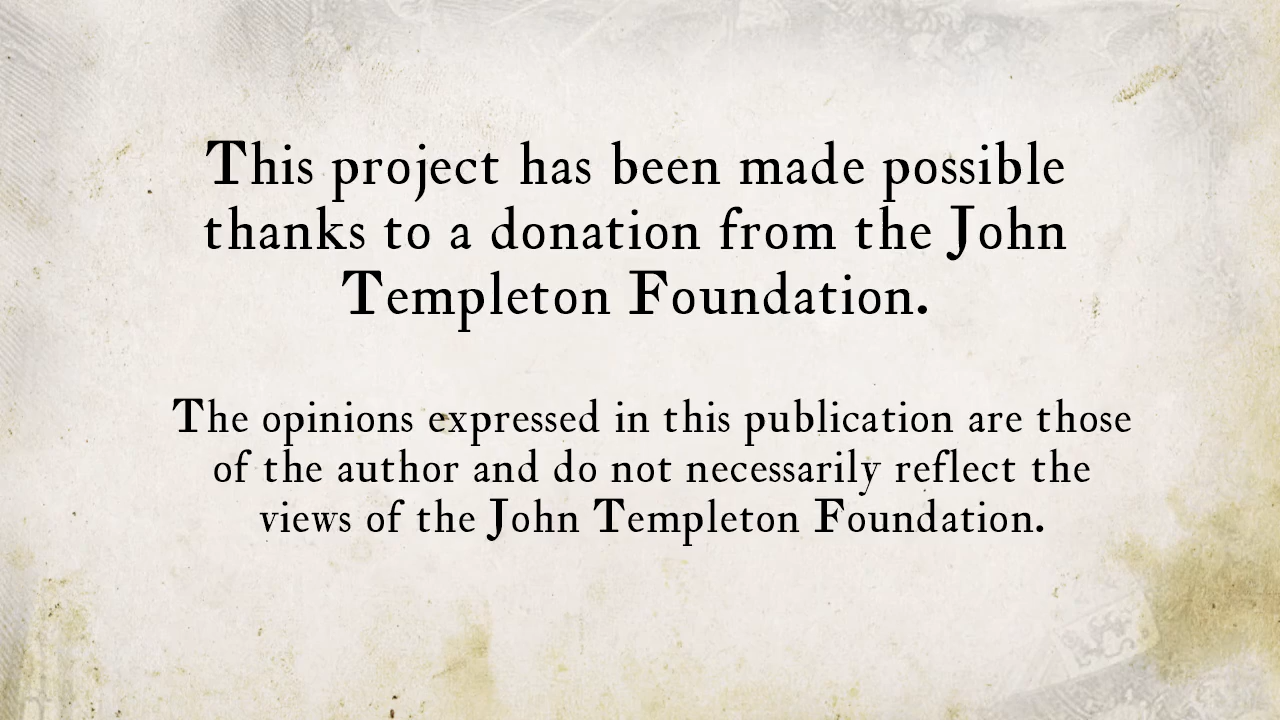 This project has been made possible
thanks to a donation from the John
Templeton Foundation.
The opinions expressed in this publication are those
of the author and do not necessarily reflect the
views of the John Templeton Foundation.